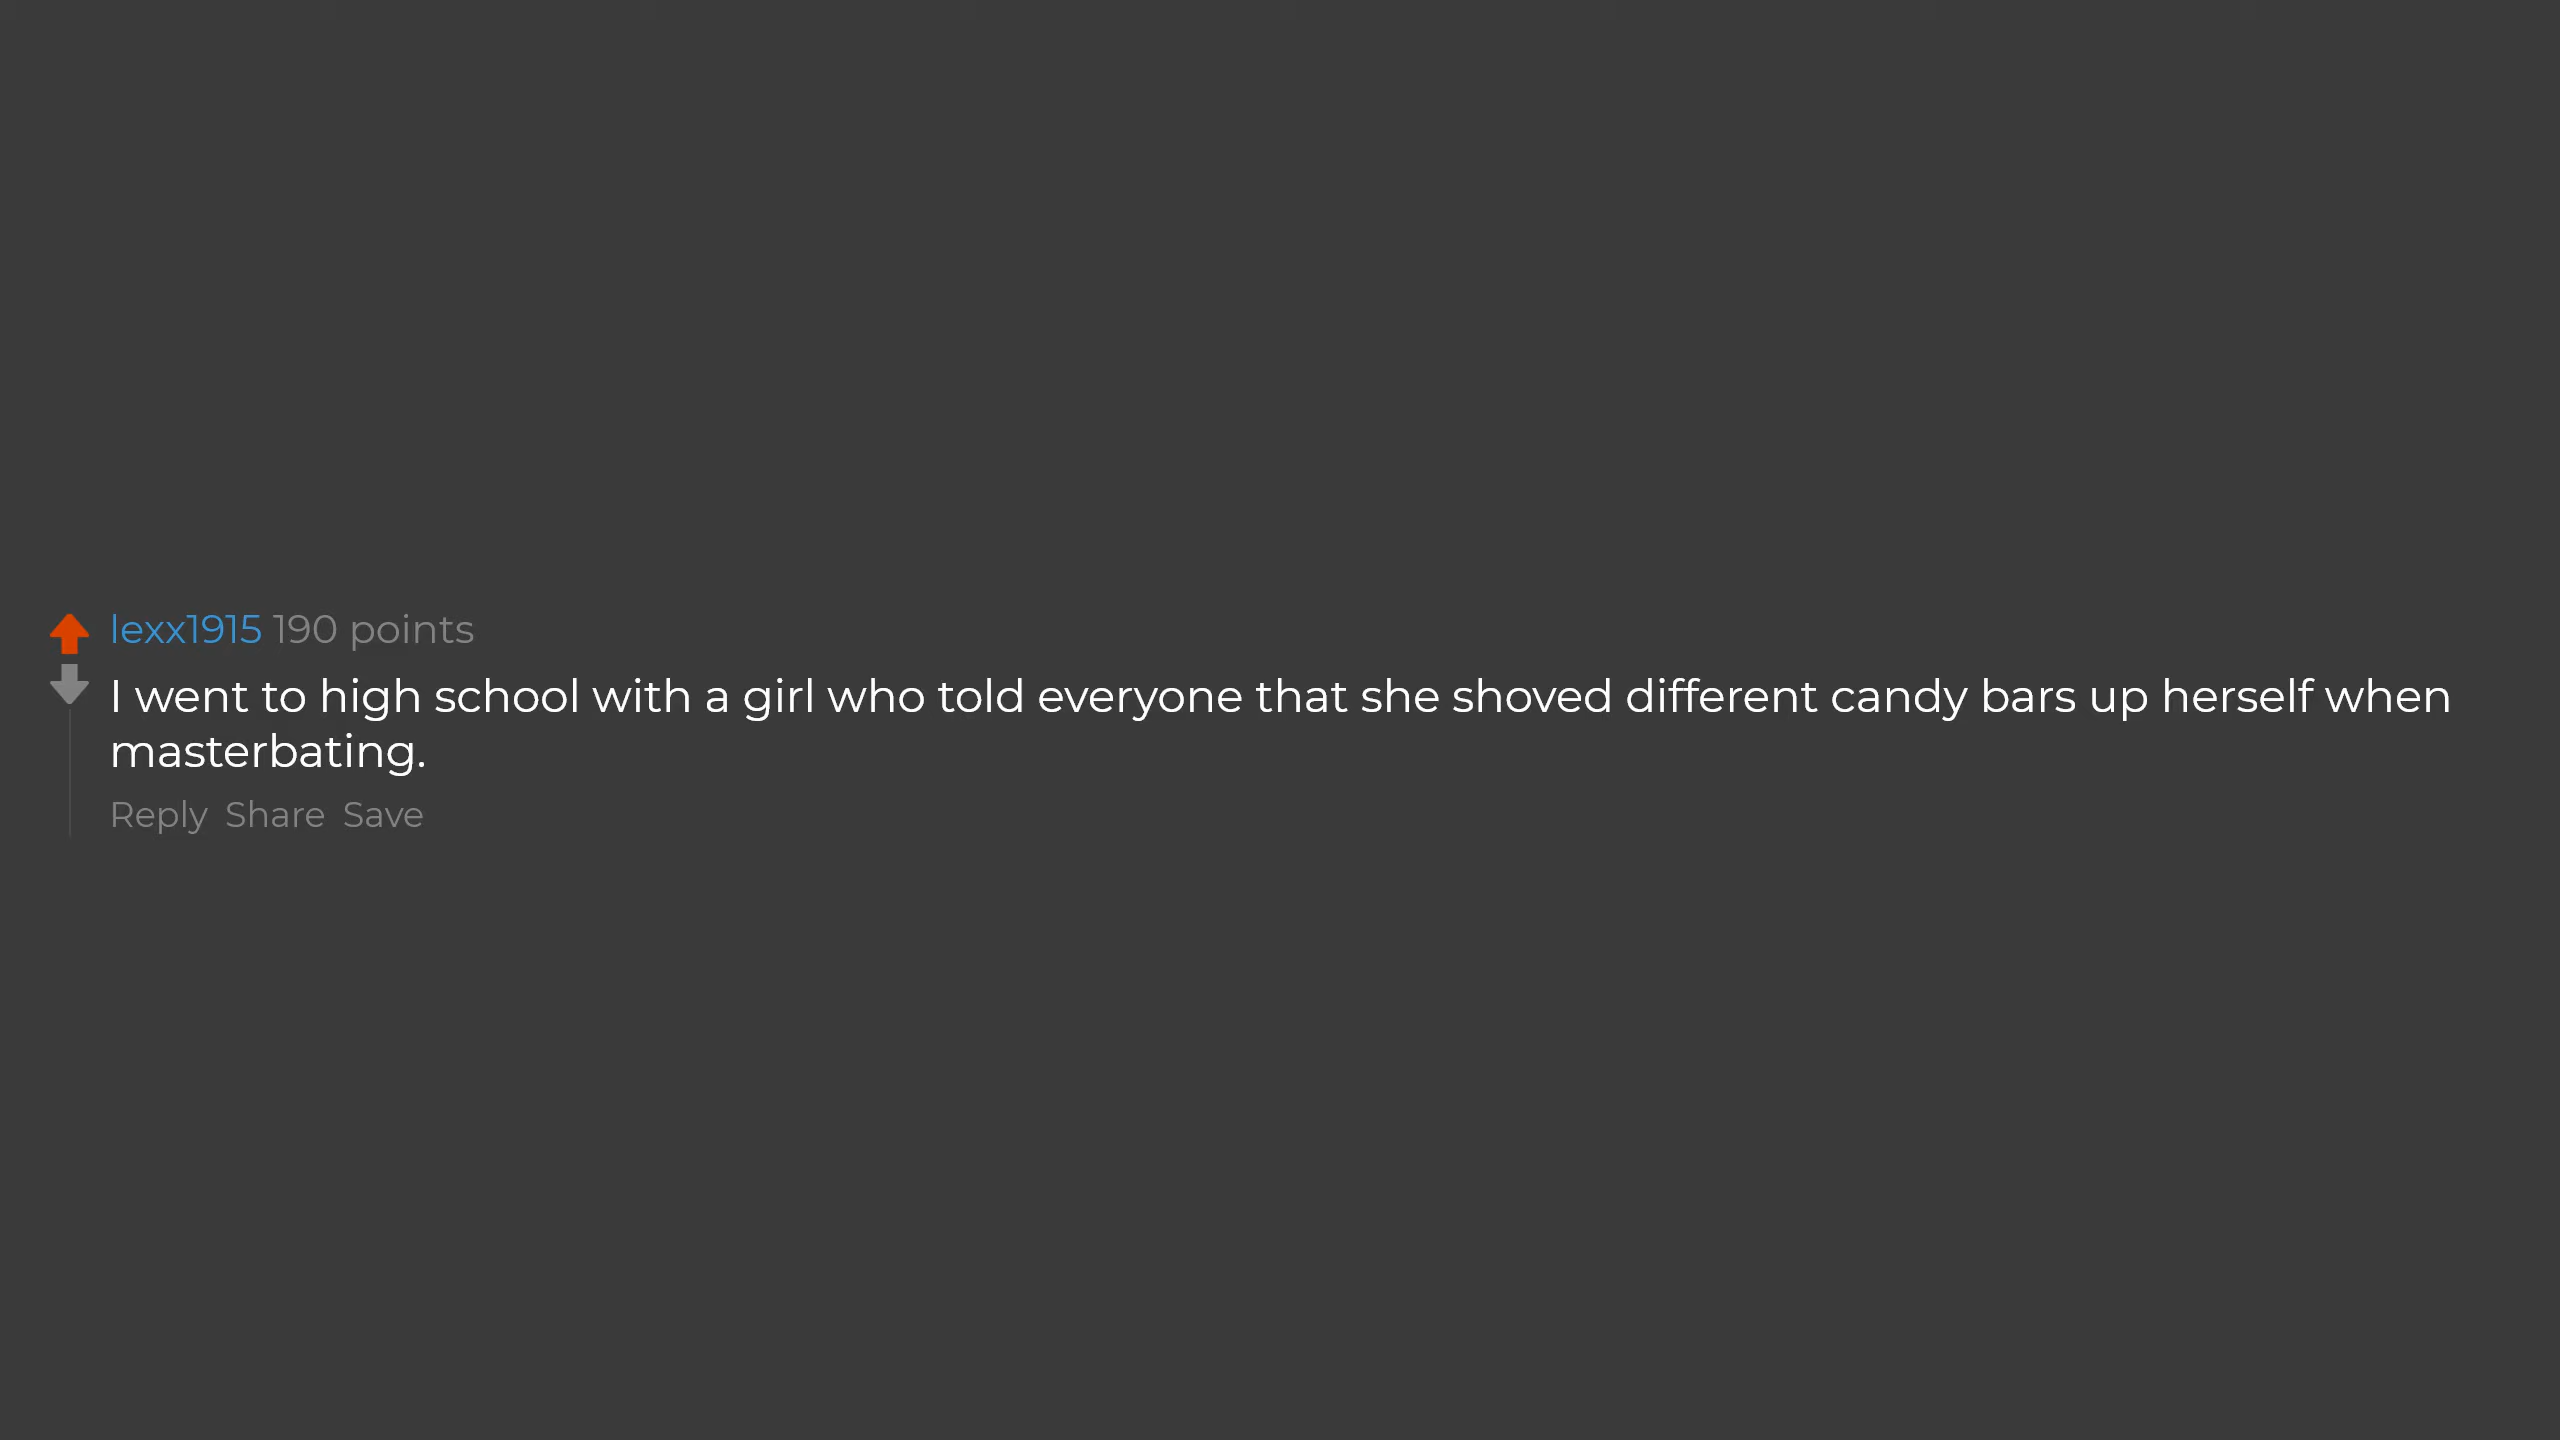 lexx1915 190 points
I went to high school with a girl who told everyone that she shoved different candy bars up herself when
masterbating.
Reply Share Save